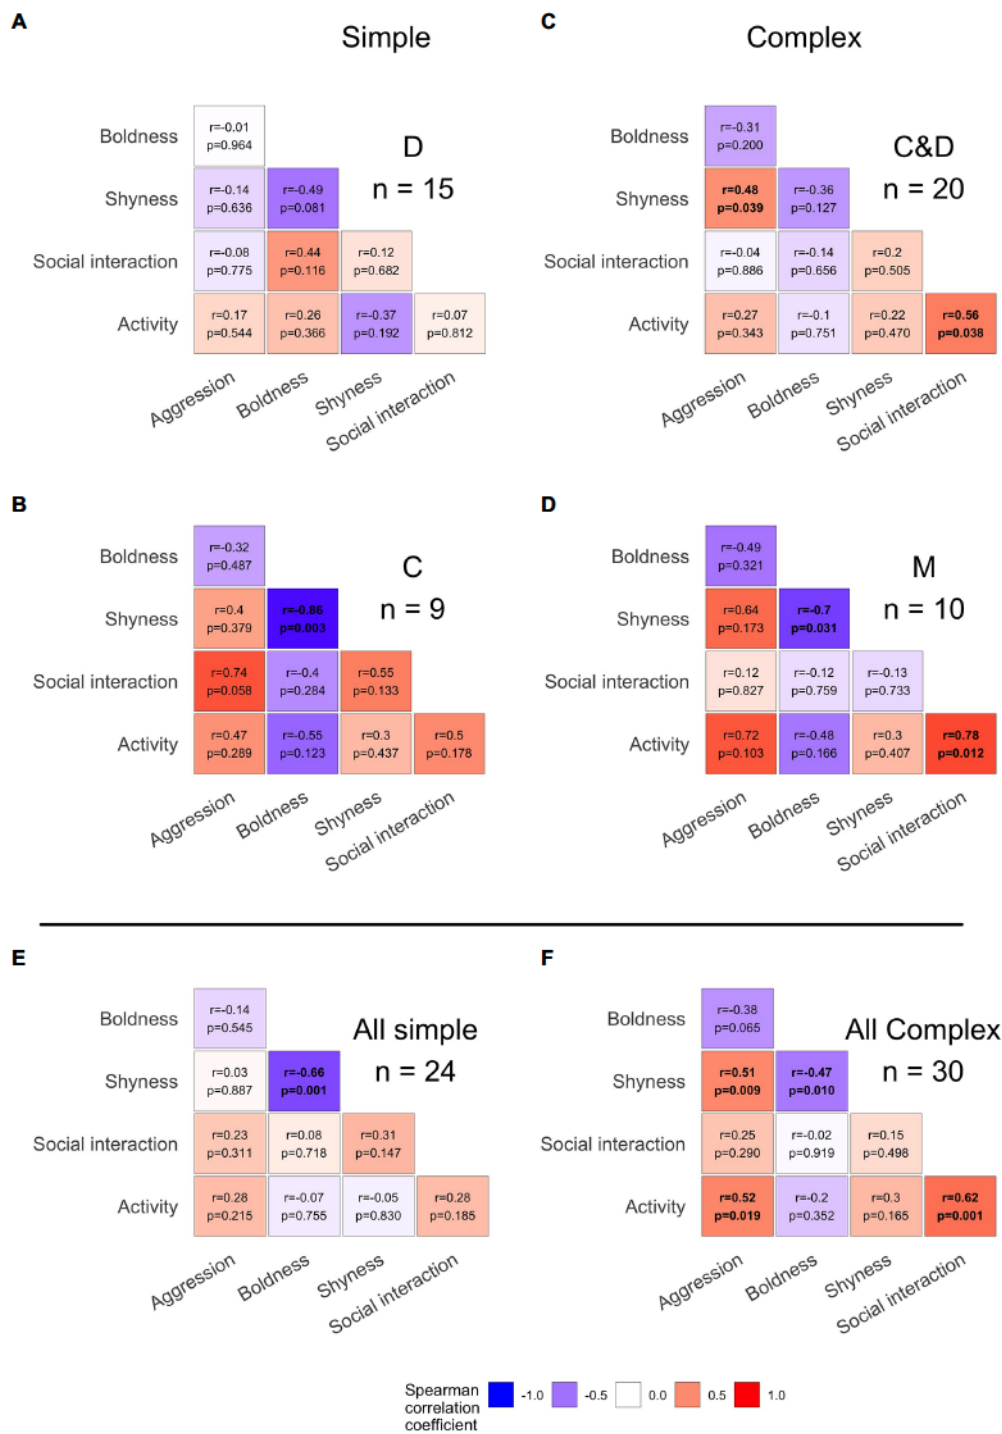 A
Simple
Boldness
r=-0.01
p=0.964
D
n = 15
Shyness
r=-0.14
p=0.636
r=-0.49
p=0.081
Social interaction
r=-0.08
p=0.775
r=0.44
p=0.116
r=0.12
p=0.682
Activity
r=0.17
p=0.544
r=0.26
p=0.366
r=-0.37
p=0.192
r=0.07
p=0.812
Aggression
Boldness
Shyness
Social interaction
C
Complex
Boldness
r=-0.31
p=0.200
C&D
n = 20
Shyness
r=0.48
p=0.039
r=-0.36
p=0.127
Social interaction
r=-0.04
p=0.886
r=-0.14
p=0.656
r=0.2
p=0.505
Activity
r=0.27
p=0.343
r=-0.1
p=0.751
r=0.22
p=0.470
r=0.56
p=0.038
Aggression
Boldness
Shyness
Social interaction
B
Boldness
r=-0.32
p=0.487
C
n = 9
Shyness
r=0.4
p=0.379
r=-0.86
p=0.003
Social interaction
r=0.74
p=0.058
r=-0.4
p=0.284
r=0.55
p=0.133
Activity
r=0.47
p=0.289
r=-0.55
p=0.123
r=0.3
p=0.437
r=0.5
p=0.178
Aggression
Boldness
Shyness
Social interaction
D
Boldness
r=-0.49
p=0.321
M
n = 10
Shyness
r=0.64
p=0.173
r=-0.7
p=0.031
Social interaction
r=0.12
p=0.827
r=-0.12
p=0.759
r=-0.13
p=0.733
Activity
r=0.72
p=0.103
r=-0.48
p=0.166
r=0.3
p=0.407
r=0.78
p=0.012
Aggression
Boldness
Shyness
Social interaction
E
Boldness
r=-0.14
p=0.545
All simple
n = 24
Shyness
r=0.03
p=0.887
r=-0.66
p=0.001
Social interaction
r=0.23
p=0.311
r=0.08
p=0.718
r=0.31
p=0.147
Activity
r=0.28
p=0.215
r=-0.07
p=0.755
r=-0.05
p=0.830
r=0.28
p=0.185
Aggression
Boldness
Shyness
Social interaction
F
Boldness
r=-0.38
p=0.065
All Complex
n = 30
Shyness
r=0.51
p=0.009
r=-0.47
p=0.010
Social interaction
r=0.25
p=0.290
r=-0.02
p=0.919
r=0.15
p=0.498
Activity
r=0.52
p=0.019
r=-0.2
p=0.352
r=0.3
p=0.165
r=0.62
p=0.001
Aggression
Boldness
Shyness
Social interaction
Spearman
correlation
coefficient
-1.0 -0.5 0.0 0.5 1.0